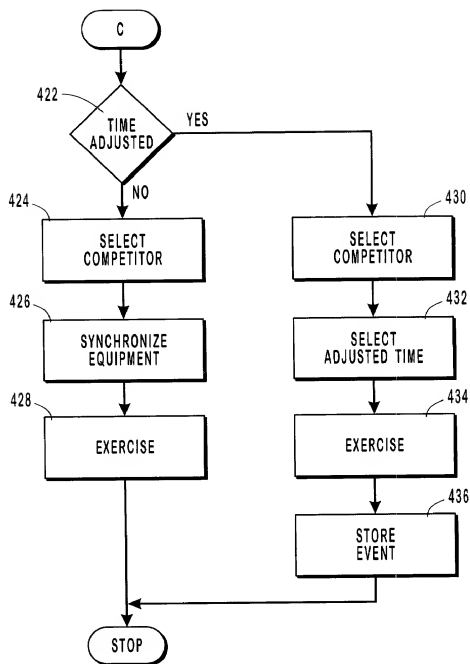 C
422
TIME
ADJUSTED
YES
NO
424
SELECT
COMPETITOR
430
SELECT
COMPETITOR
426
SYNCHRONIZE
EQUIPMENT
432
SELECT
ADJUSTED TIME
428
EXERCISE
434
EXERCISE
436
STORE
EVENT
STOP